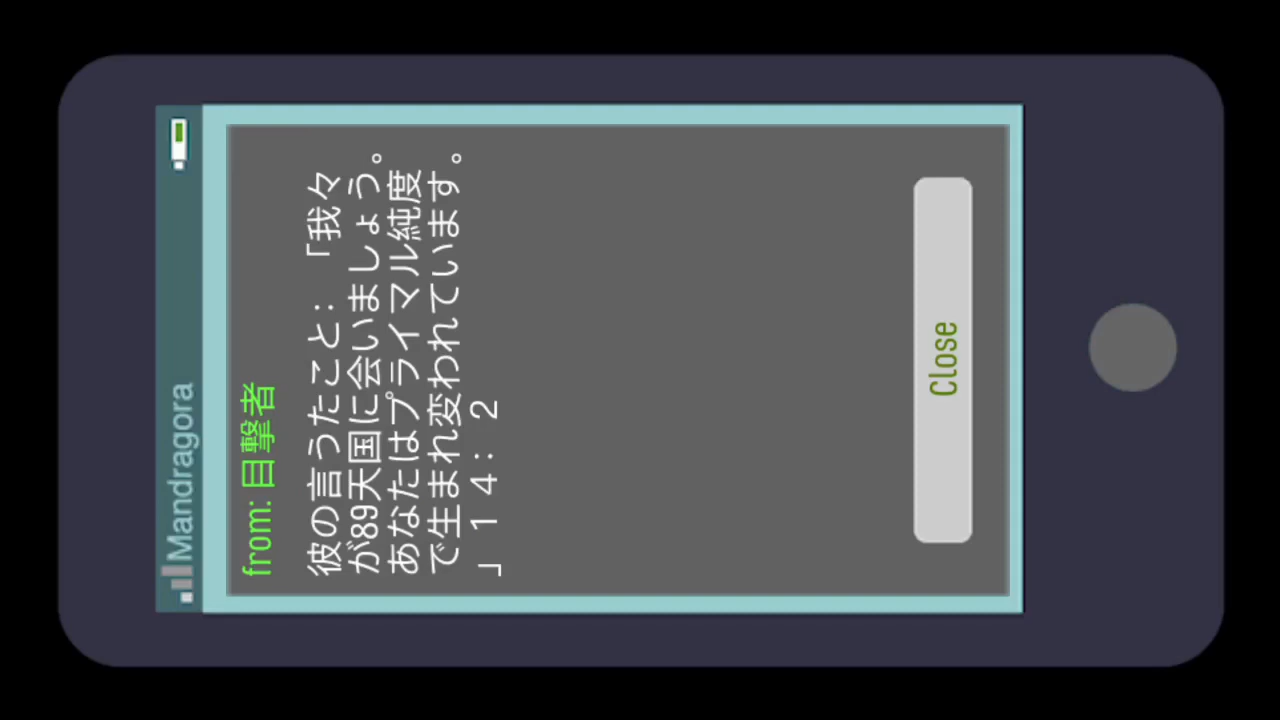 Mandragora
from: 目撃者
彼の言うたこと：「我々
が89天国に会いましょう。
あなたはプライマル純度
で生まれ変われています。
」１４：２
Close